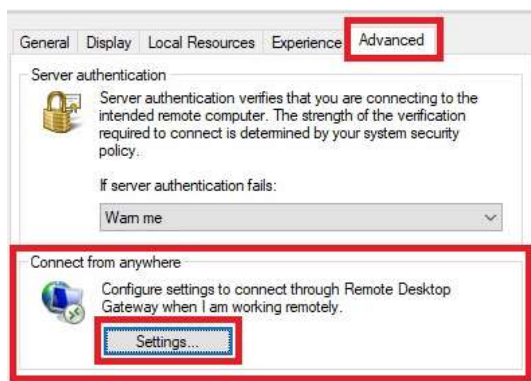 General Display Local Resources Experience Advanced
Server authentication
Server authentication verifies that you are connecting to the
intended remote computer. The strength of the verification
required to connect is determined by your system security
policy.
If server authentication fails:
Warn me
Connect from anywhere
Configure settings to connect through Remote Desktop
Gateway when I am working remotely.
Settings...